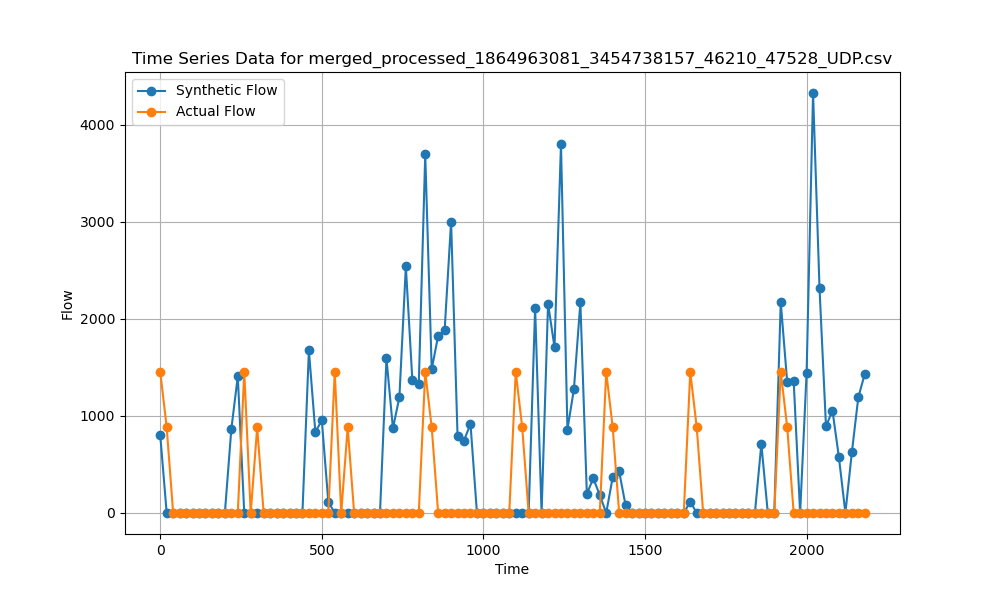 Time Series Data for merged_processed_1864963081_3454738157_46210_47528_UDP.csv
Synthetic Flow
Actual Flow
4000
3000
2000
1000
0
Flow
0 500 1000 1500 2000
Time